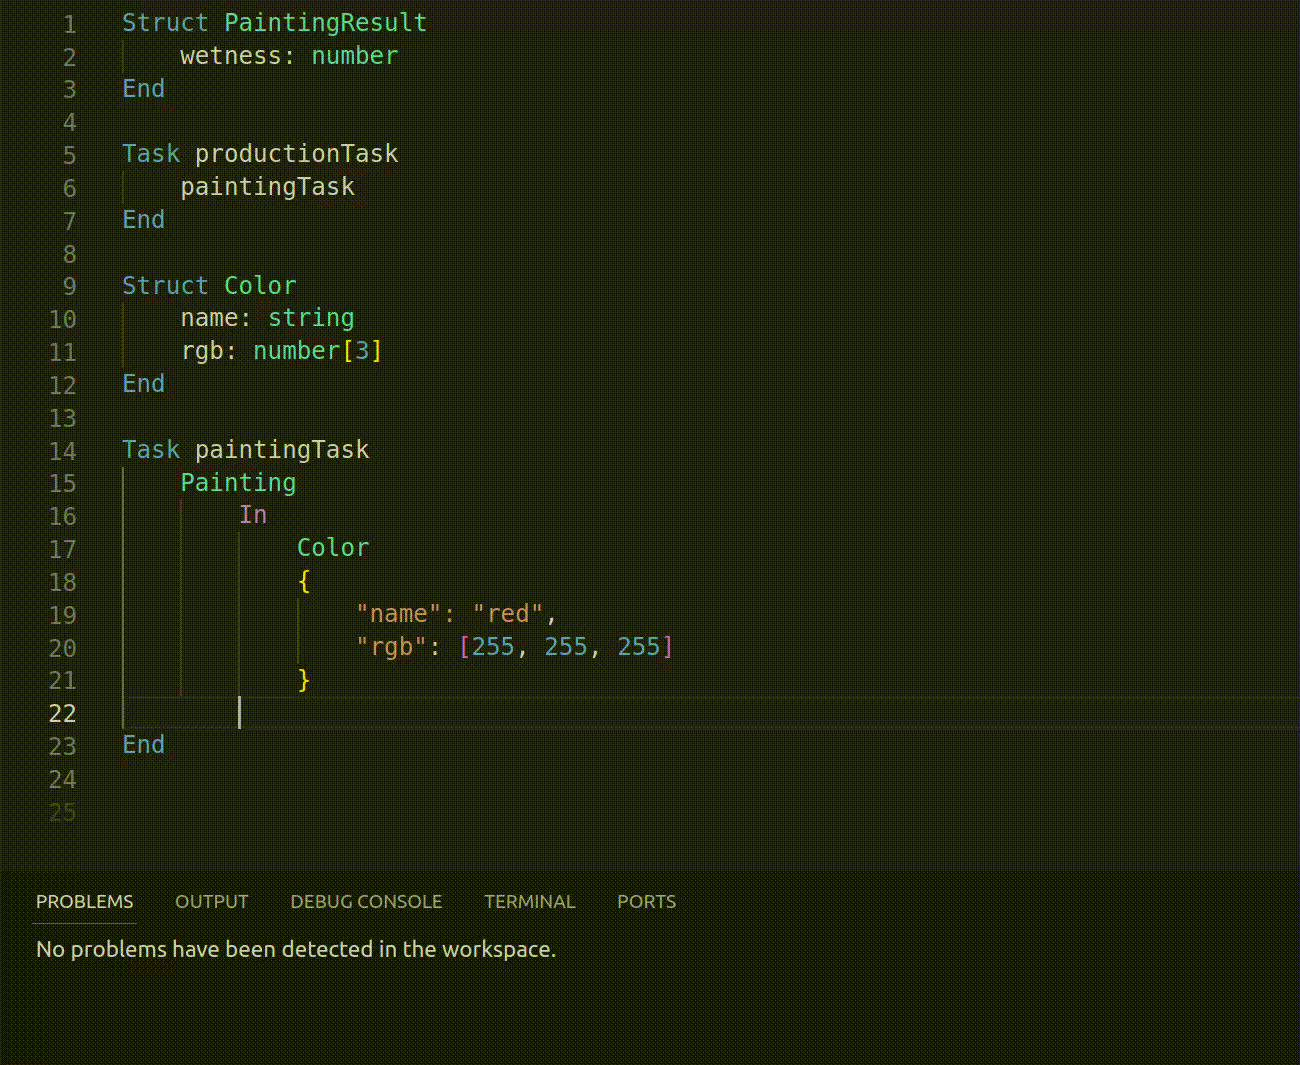 1 Struct PaintingResult
2     wetness: number
3 End
4
5 Task productionTask
6     paintingTask
7 End
8
9 Struct Color
10     name: string
11     rgb: number[3]
12 End
13
14 Task paintingTask
15     Painting
16         In
17             Color
18             {
19                 "name": "red",
20                 "rgb": [255, 255, 255]
21             }
22
23 End
24
25
PROBLEMS OUTPUT DEBUG CONSOLE TERMINAL PORTS
No problems have been detected in the workspace.